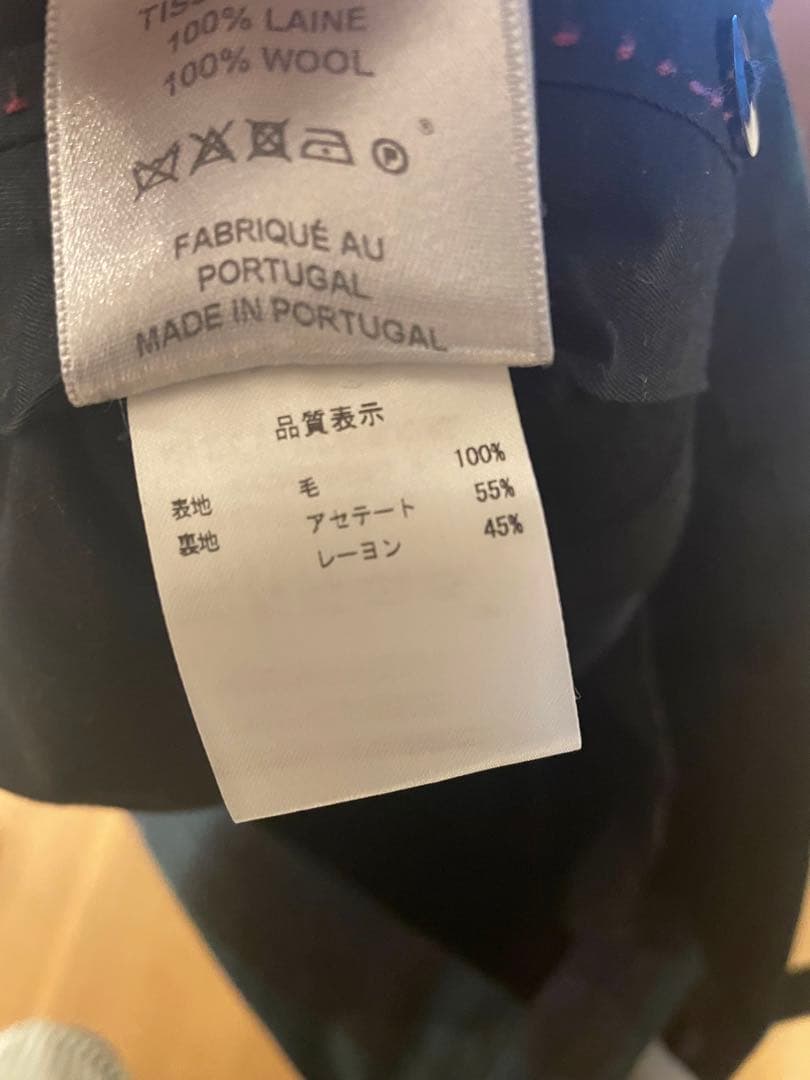 100% LAINE
100% WOOL
P
FABRIQUÉ AU
PORTUGAL
MADE IN PORTUGAL
品質表示
表地 毛 100%
裏地 アセテート 55%
レーヨン 45%